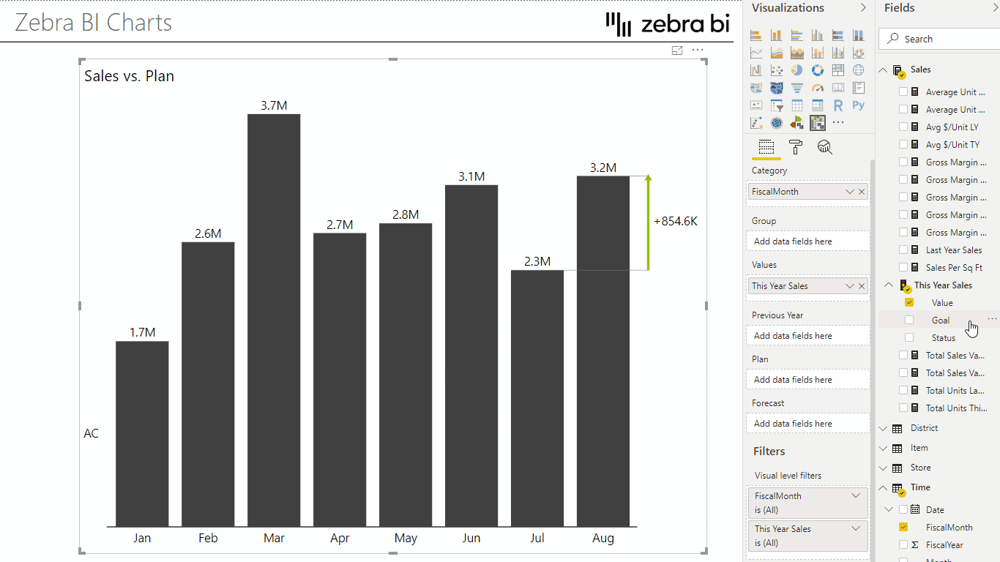 Zebra BI Charts
zebra bi
Sales vs. Plan
3.7M
3.2M
3.1M
+854.6K
2.8M
2.7M
2.6M
2.3M
1.7M
AC
Jan Feb Mar Apr May Jun Jul Aug
Visualizations
123
R
Py
Category
FiscalMonth
Group
Add data fields here
Values
This Year Sales
Previous Year
Add data fields here
Plan
Add data fields here
Forecast
Add data fields here
Filters
Visual level filters
FiscalMonth
is (All)
This Year Sales
is (All)
Fields
Search
Sales
Average Unit ...
Average Unit ...
Avg $/Unit LY
Avg $/Unit TY
Gross Margin ...
Gross Margin ...
Gross Margin ...
Gross Margin ...
Gross Margin ...
Last Year Sales
Sales Per Sq Ft
This Year Sales
Value
Goal
Status
Total Sales Va...
Total Sales Va...
Total Units La...
Total Units Thi...
District
Item
Store
Time
Date
FiscalMonth
Σ FiscalYear